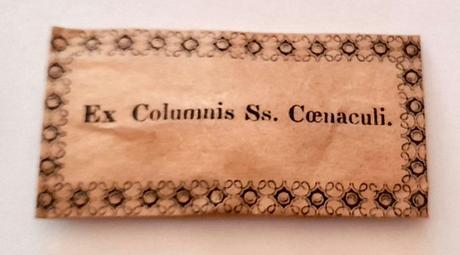 Ex Columnis Ss. Cœnaculi.